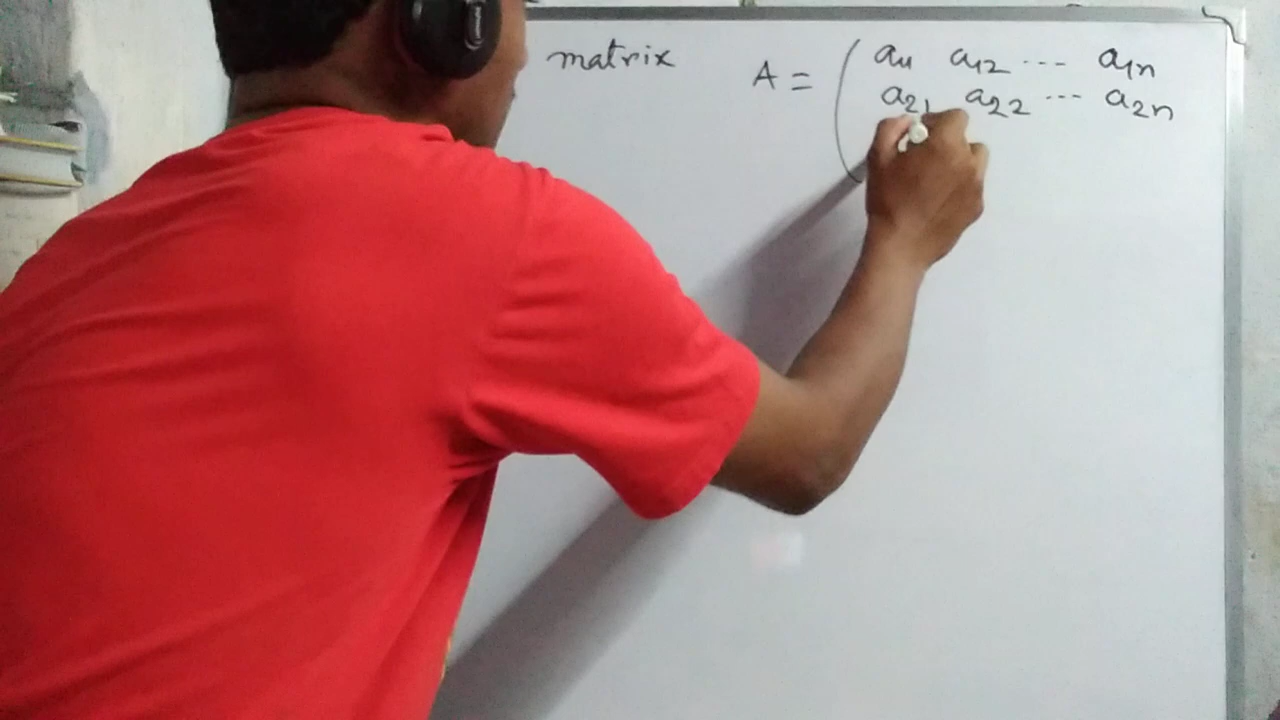 matrix A = ( a11 a12 ... a1n
a21 a22 ... a2n